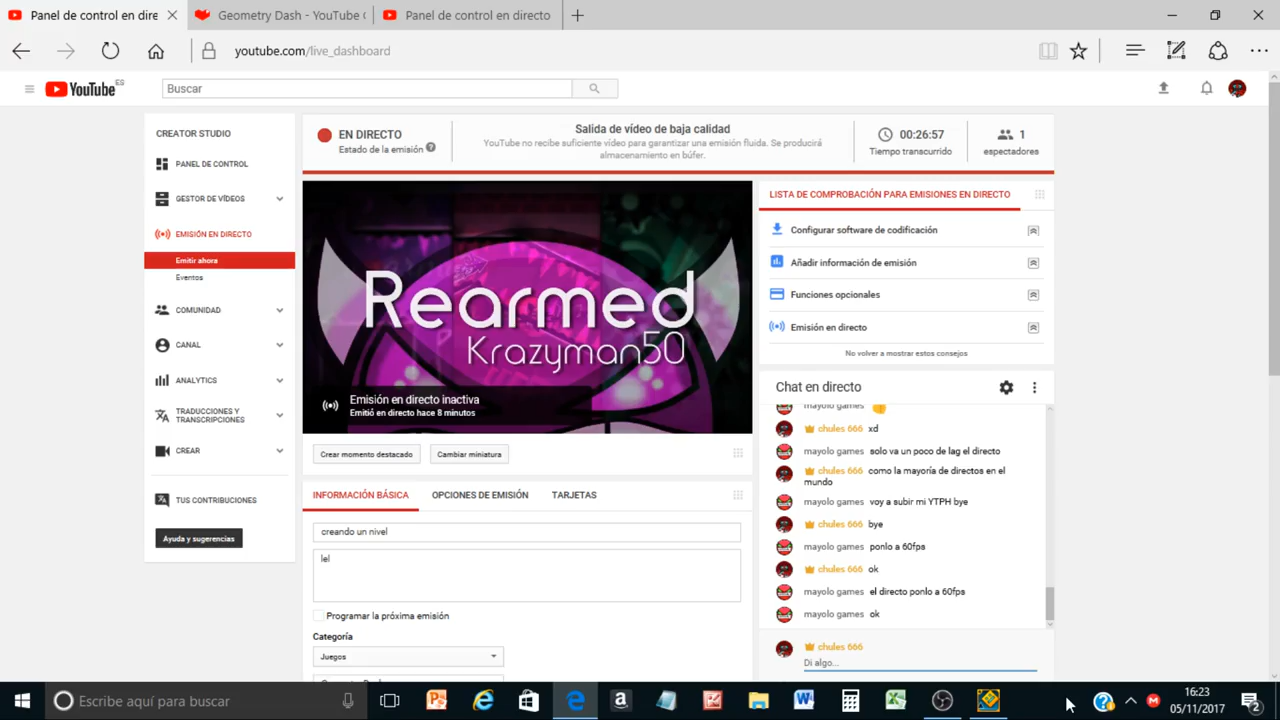 Panel de control en dire
Geometry Dash - YouTube (
Panel de control en direct
youtube.com/live_dashboard
YouTube ES
Buscar
CREATOR STUDIO
PANEL DE CONTROL
GESTOR DE VÍDEOS
EMISIÓN EN DIRECTO
Emitir ahora
Eventos
COMUNIDAD
CANAL
ANALYTICS
TRADUCCIONES Y
TRANSCRIPCIONES
CREAR
TUS CONTRIBUCIONES
Ayuda y sugerencias
EN DIRECTO
Estado de la emisión ?
Salida de vídeo de baja calidad
YouTube no recibe suficiente vídeo para garantizar una emisión fluida. Se producirá
almacenamiento en búfer.
00:26:57
Tiempo transcurrido
1
espectadores
Rearmed
Krazyman50
Emisión en directo inactiva
Emitió en directo hace 8 minutos
Crear momento destacado
Cambiar miniatura
INFORMACIÓN BÁSICA
OPCIONES DE EMISIÓN
TARJETAS
creando un nivel
lel
Programar la próxima emisión
Categoría
Juegos
LISTA DE COMPROBACIÓN PARA EMISIONES EN DIRECTO
Configurar software de codificación
Añadir información de emisión
Funciones opcionales
Emisión en directo
No volver a mostrar estos consejos
Chat en directo
mayolo games
chules 666 xd
mayolo games solo va un poco de lag el directo
chules 666 como la mayoría de directos en el
mundo
mayolo games voy a subir mi YTPH bye
chules 666 bye
mayolo games ponlo a 60fps
chules 666 ok
mayolo games el directo ponlo a 60fps
mayolo games ok
chules 666
Di algo...
Escribe aquí para buscar
16:23
05/11/2017
2